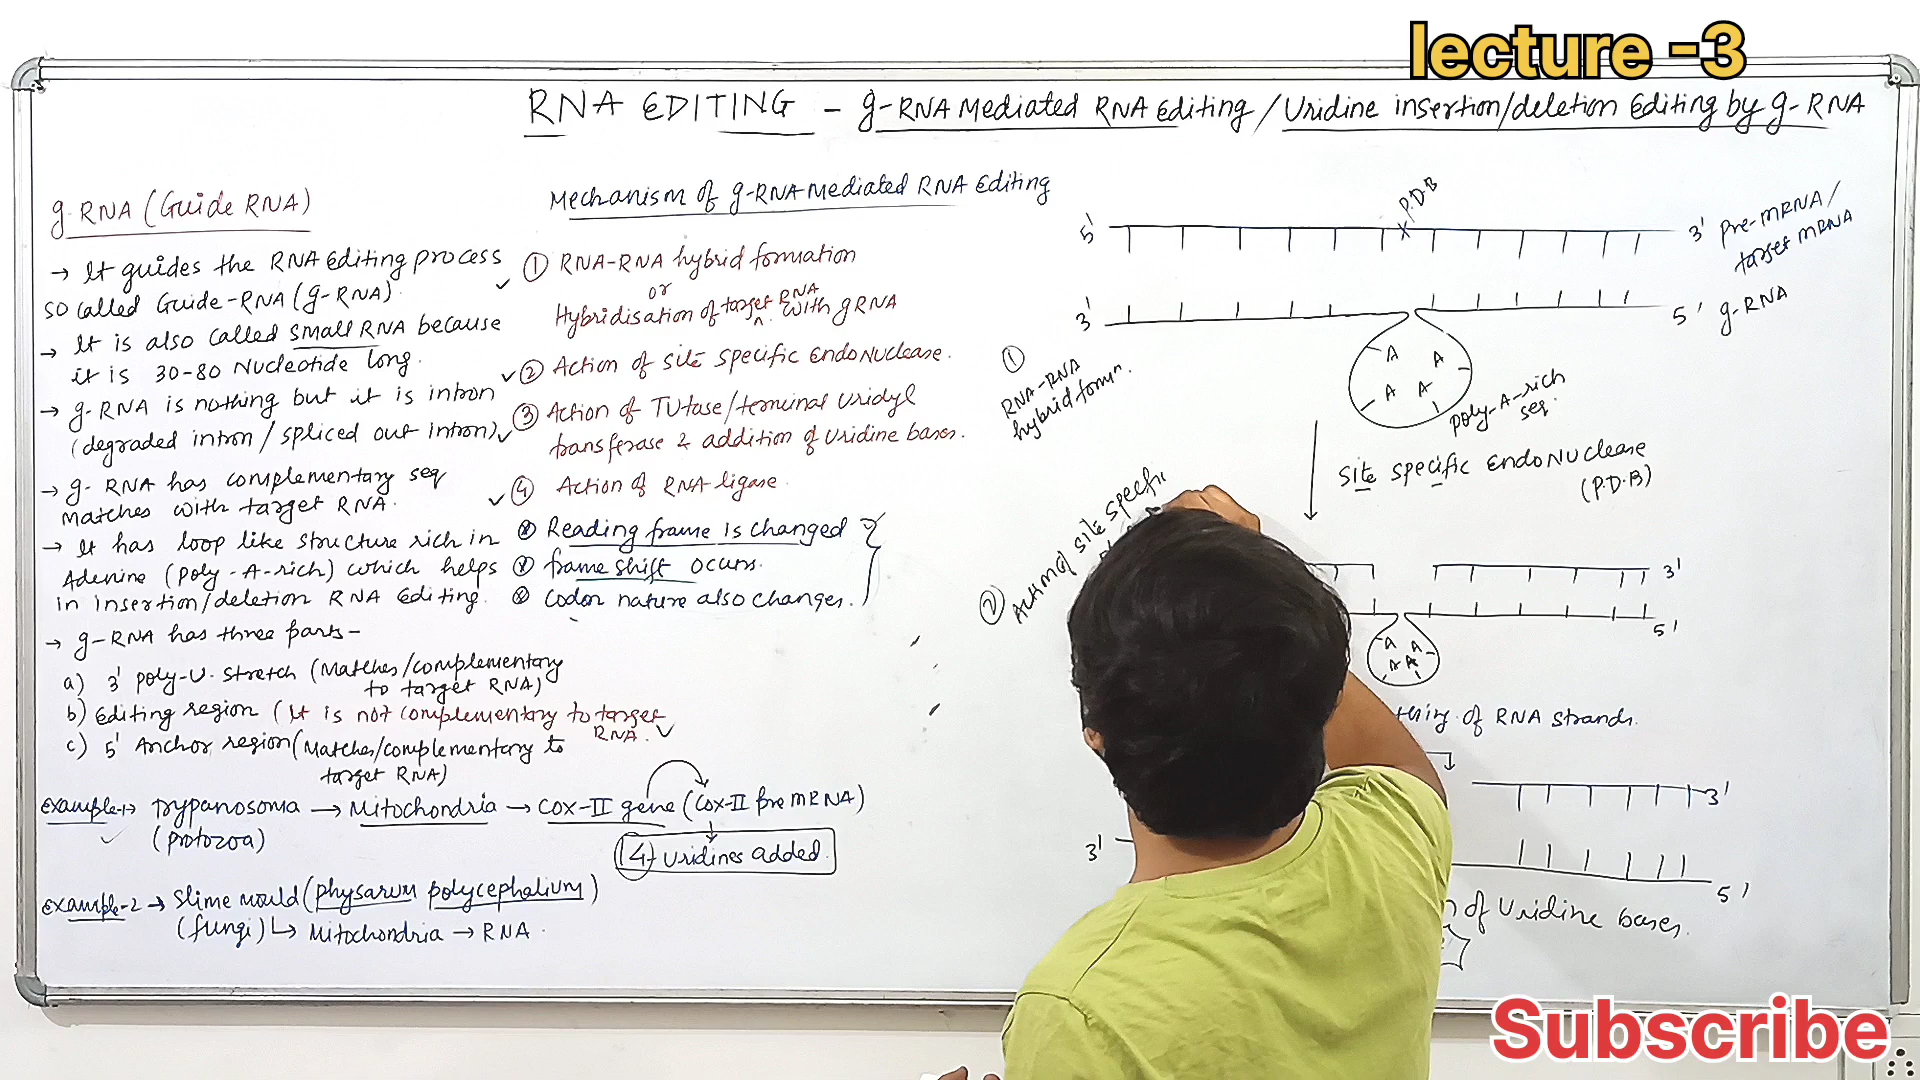 lecture -3
RNA EDITING - g-RNA Mediated RNA Editing / Uridine insertion/deletion Editing by g-RNA
g.RNA (Guide RNA)
→ It guides the RNA Editing process
so called Guide-RNA (g-RNA).
→ It is also called small RNA because
it is 30-80 Nucleotide long.
→ g-RNA is nothing but it is intron
(degraded intron / spliced out intron)
→ g-RNA has complementary seq
matches with target RNA.
→ It has loop like structure rich in
Adenine (poly-A-rich) which helps
in insertion/deletion RNA Editing.
→ g-RNA has three parts-
a) 3' poly-U. stretch (Matches/complementary
to target RNA)
b) Editing region (It is not complementary to target
RNA.
c) 5' Anchor region (Matches/complementary to
target RNA)
Example-1→ Trypanosoma → Mitochondria → COX-II gene (COX-II pre mRNA)
(protozoa)
(4) Uridines added.
Example-2 → Slime mould (physarum polycephalium)
(fungi) ↳ Mitochondria → RNA.
Mechanism of g-RNA mediated RNA Editing
① RNA-RNA hybrid formation
or
Hybridisation of target RNA with gRNA
② Action of site specific EndoNuclease.
③ Action of TUtase/terminal uridyl
transferase & addition of Uridine bases.
④ Action of RNA ligase.
Reading frame is changed
frame shift occurs.
Codon nature also changes.
P.D.B
5' 3' Pre-mRNA /
target mRNA
3' 5' g-RNA
A A
A A
poly-A-rich
seq.
①
RNA-RNA
hybrid formⁿ.
Site specific EndoNuclease
(P.D.B)
② Action of site specific
3'
5'
A A
A A
of RNA strands.
3'
3'
5'
of Uridine bases.
Subscribe